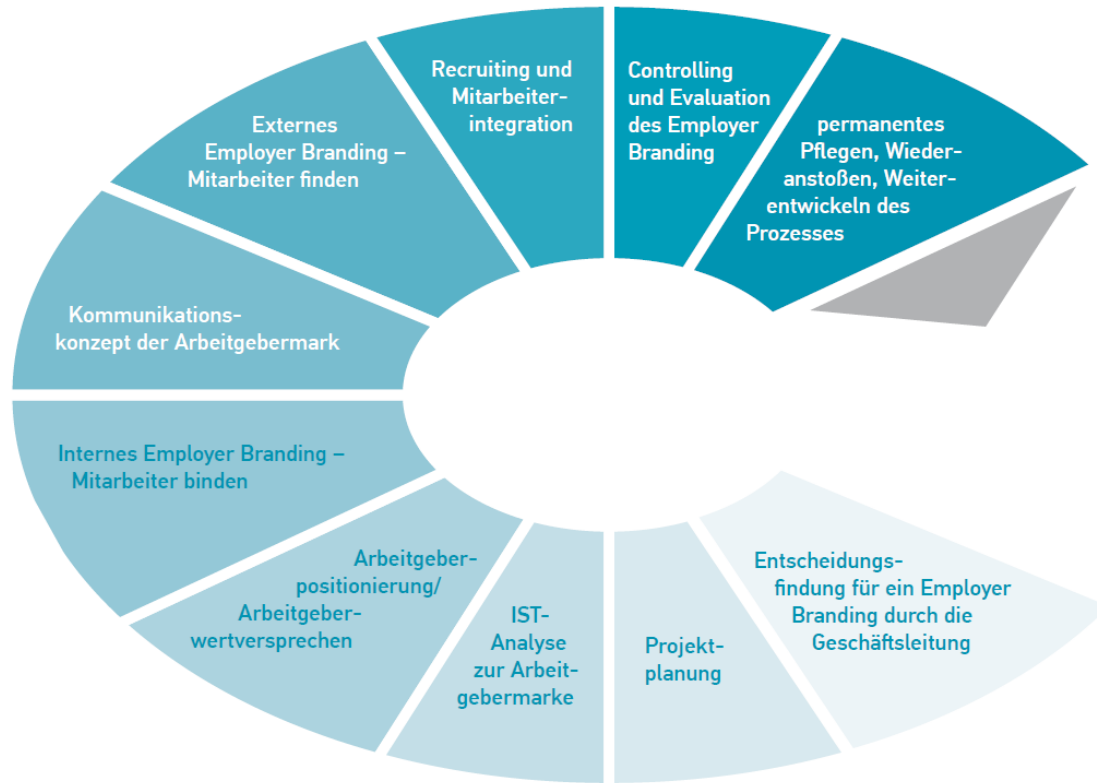 Recruiting und
Mitarbeiter-
integration
Controlling
und Evaluation
des Employer
Branding
permanentes
Pflegen, Wieder-
anstoßen, Weiter-
entwickeln des
Prozesses
Externes
Employer Branding –
Mitarbeiter finden
Kommunikations-
konzept der Arbeitgebermark
Internes Employer Branding –
Mitarbeiter binden
Arbeitgeber-
positionierung/
Arbeitgeber-
wertversprechen
IST-
Analyse
zur Arbeit-
gebermarke
Projekt-
planung
Entscheidungs-
findung für ein Employer
Branding durch die
Geschäftsleitung